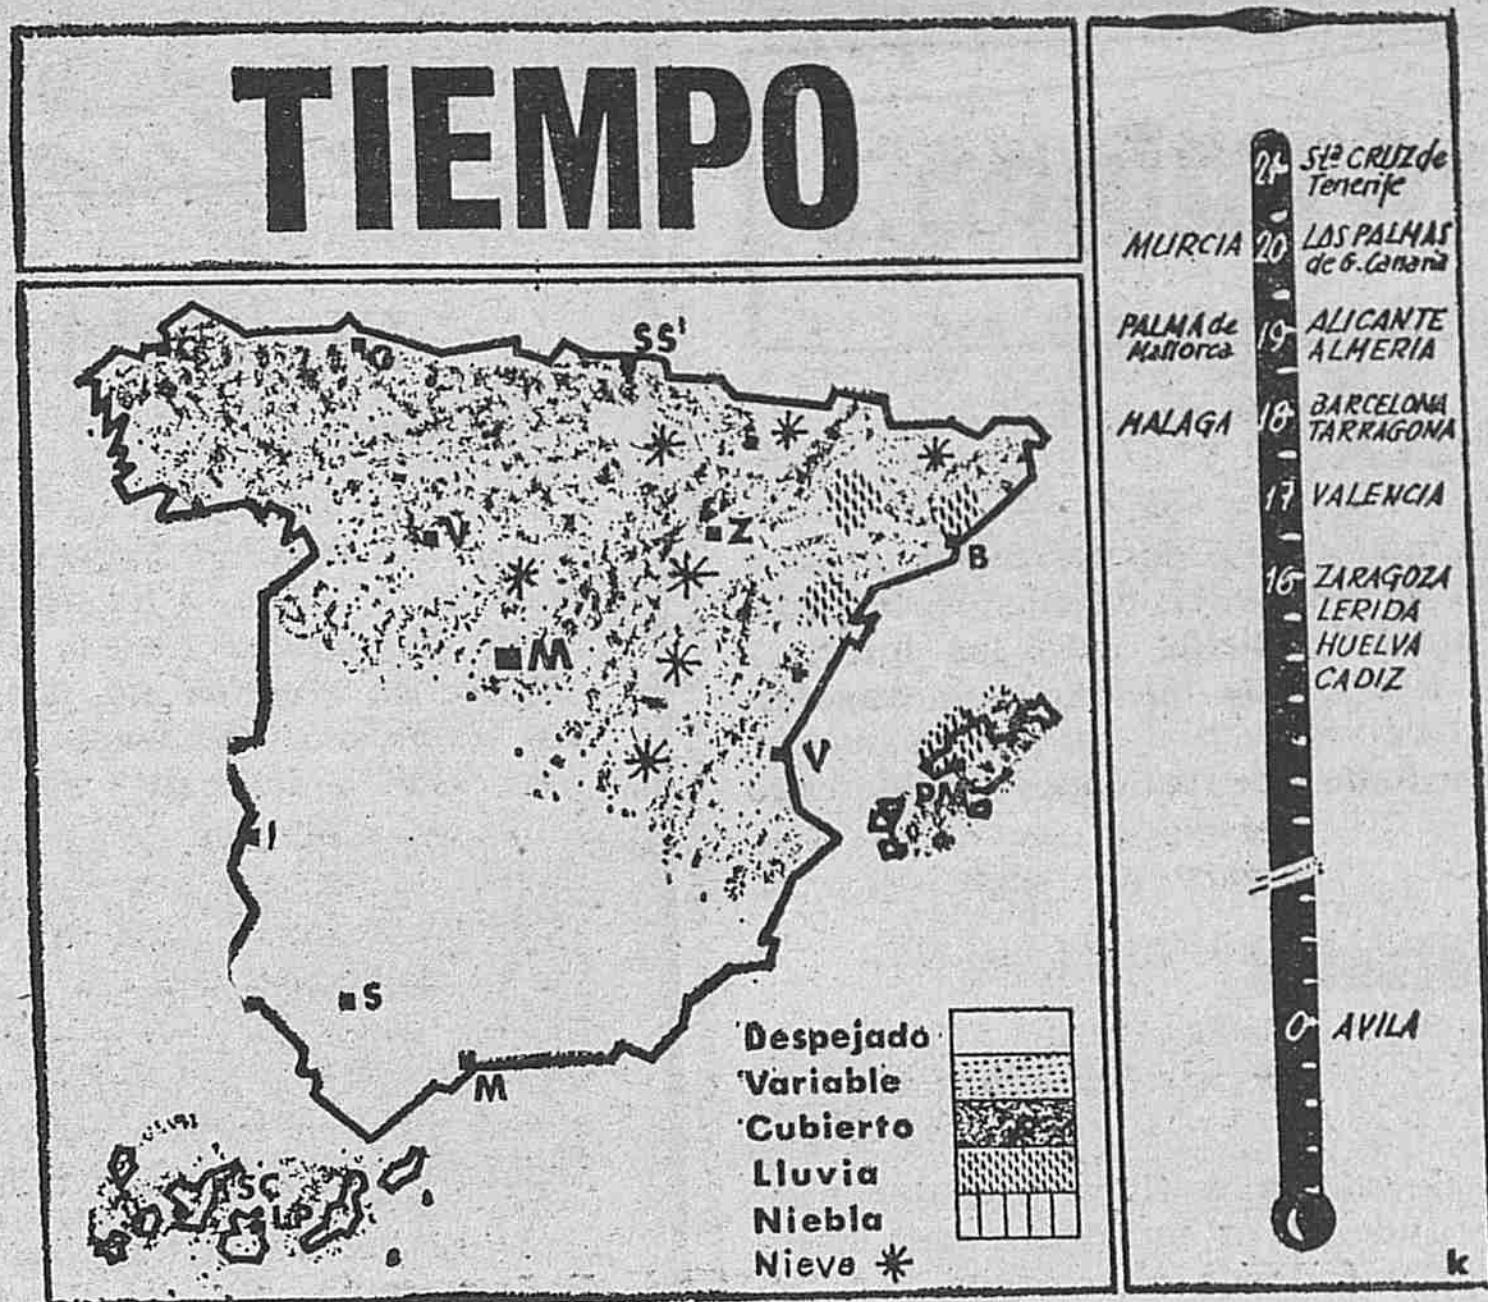 TIEMPO
SS'
C
O
V
Z
B
M
V
PM
I
S
M
SC
LP
Despejado
Variable
Cubierto
Lluvia
Niebla
Nieve
21 Stª CRUZ de
Tenerife
MURCIA 20 LAS PALMAS
de G. Canaria
PALMA de 19 ALICANTE
Mallorca ALMERIA
MALAGA 18 BARCELONA
TARRAGONA
17 VALENCIA
16 ZARAGOZA
LERIDA
HUELVA
CADIZ
0 AVILA
k